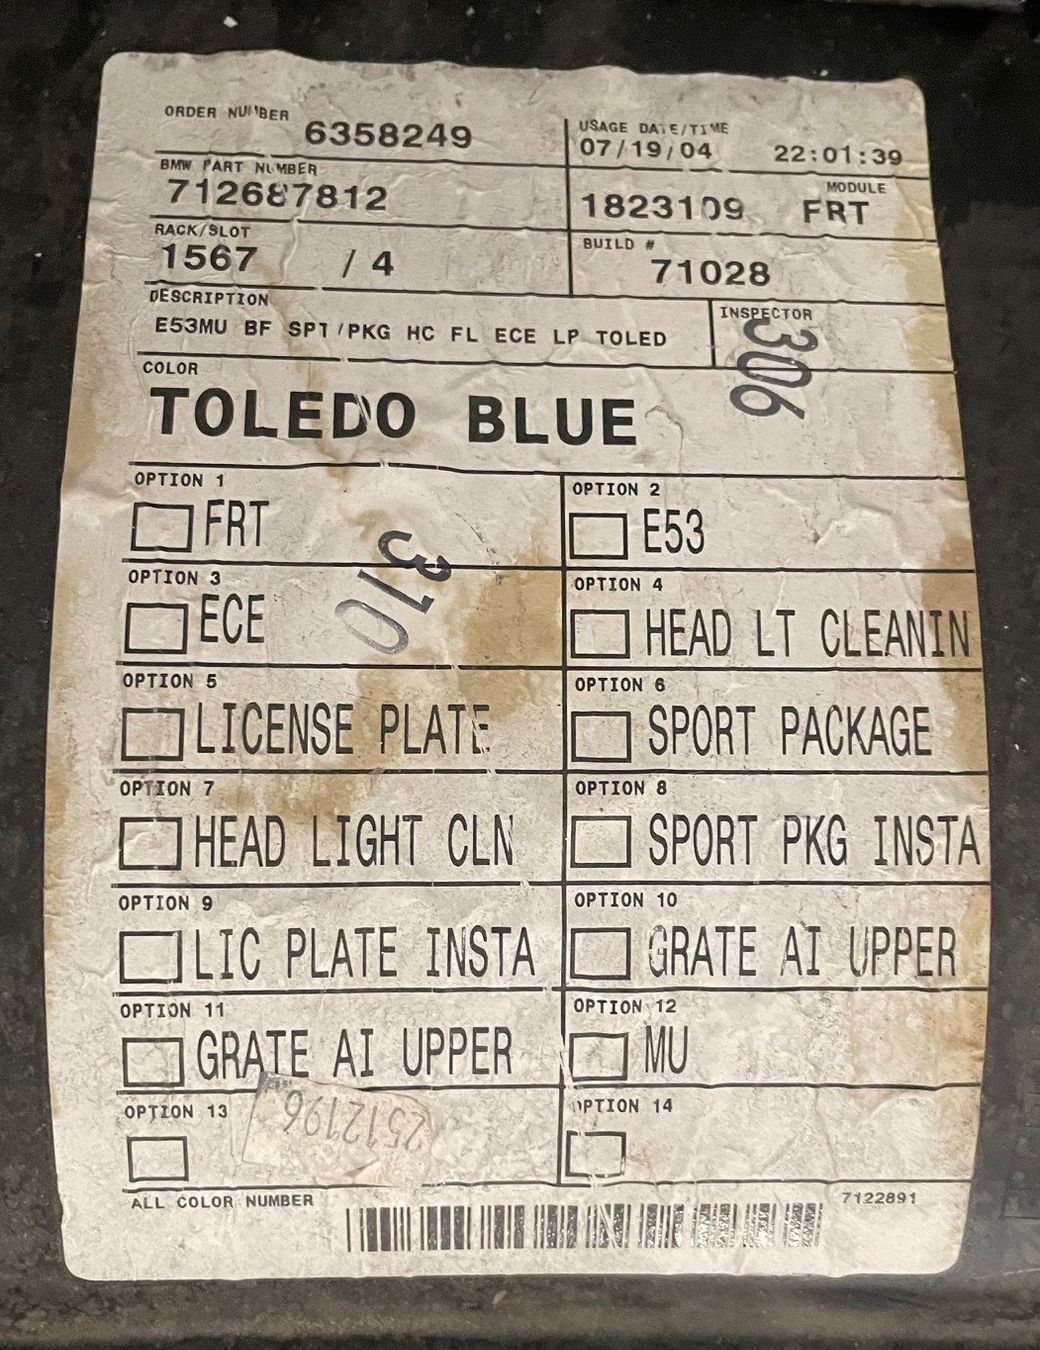 ORDER NUMBER
6358249
USAGE DATE/TIME
07/19/04 22:01:39
BMW PART NUMBER
712687812
MODULE
1823109 FRT
RACK/SLOT
1567 / 4
BUILD #
71028
DESCRIPTION
E53MU BF SPT/PKG HC FL ECE LP TOLED
INSPECTOR
306
COLOR
TOLEDO BLUE
OPTION 1
FRT
OPTION 2
E53
310
OPTION 3
ECE
OPTION 4
HEAD LT CLEANIN
OPTION 5
LICENSE PLATE
OPTION 6
SPORT PACKAGE
OPTION 7
HEAD LIGHT CLN
OPTION 8
SPORT PKG INSTA
OPTION 9
LIC PLATE INSTA
OPTION 10
GRATE AI UPPER
OPTION 11
GRATE AI UPPER
OPTION 12
MU
OPTION 13
2512196
OPTION 14
ALL COLOR NUMBER
7122891